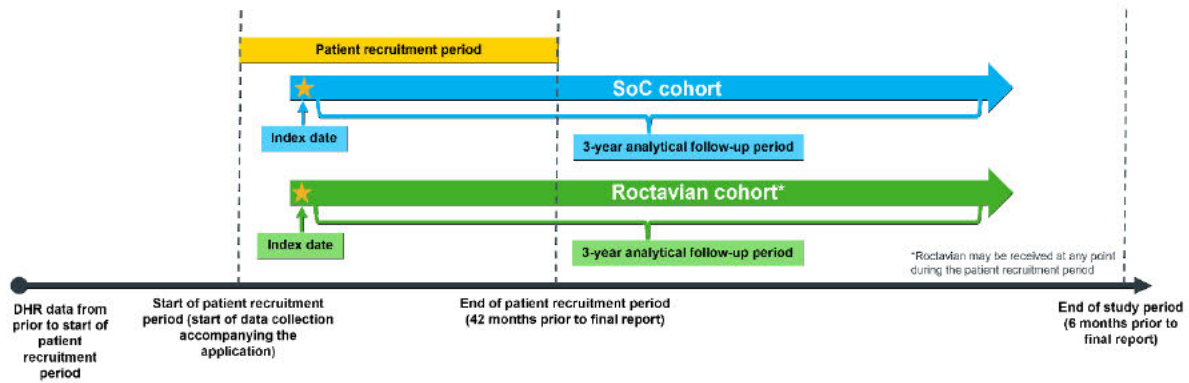 Patient recruitment period
SoC cohort
Index date
3-year analytical follow-up period
Roctavian cohort*
Index date
3-year analytical follow-up period
*Roctavian may be received at any point
during the patient recruitment period
DHR data from
prior to start of
patient
recruitment
period
Start of patient recruitment
period (start of data collection
accompanying the
application)
End of patient recruitment period
(42 months prior to final report)
End of study period
(6 months prior to
final report)